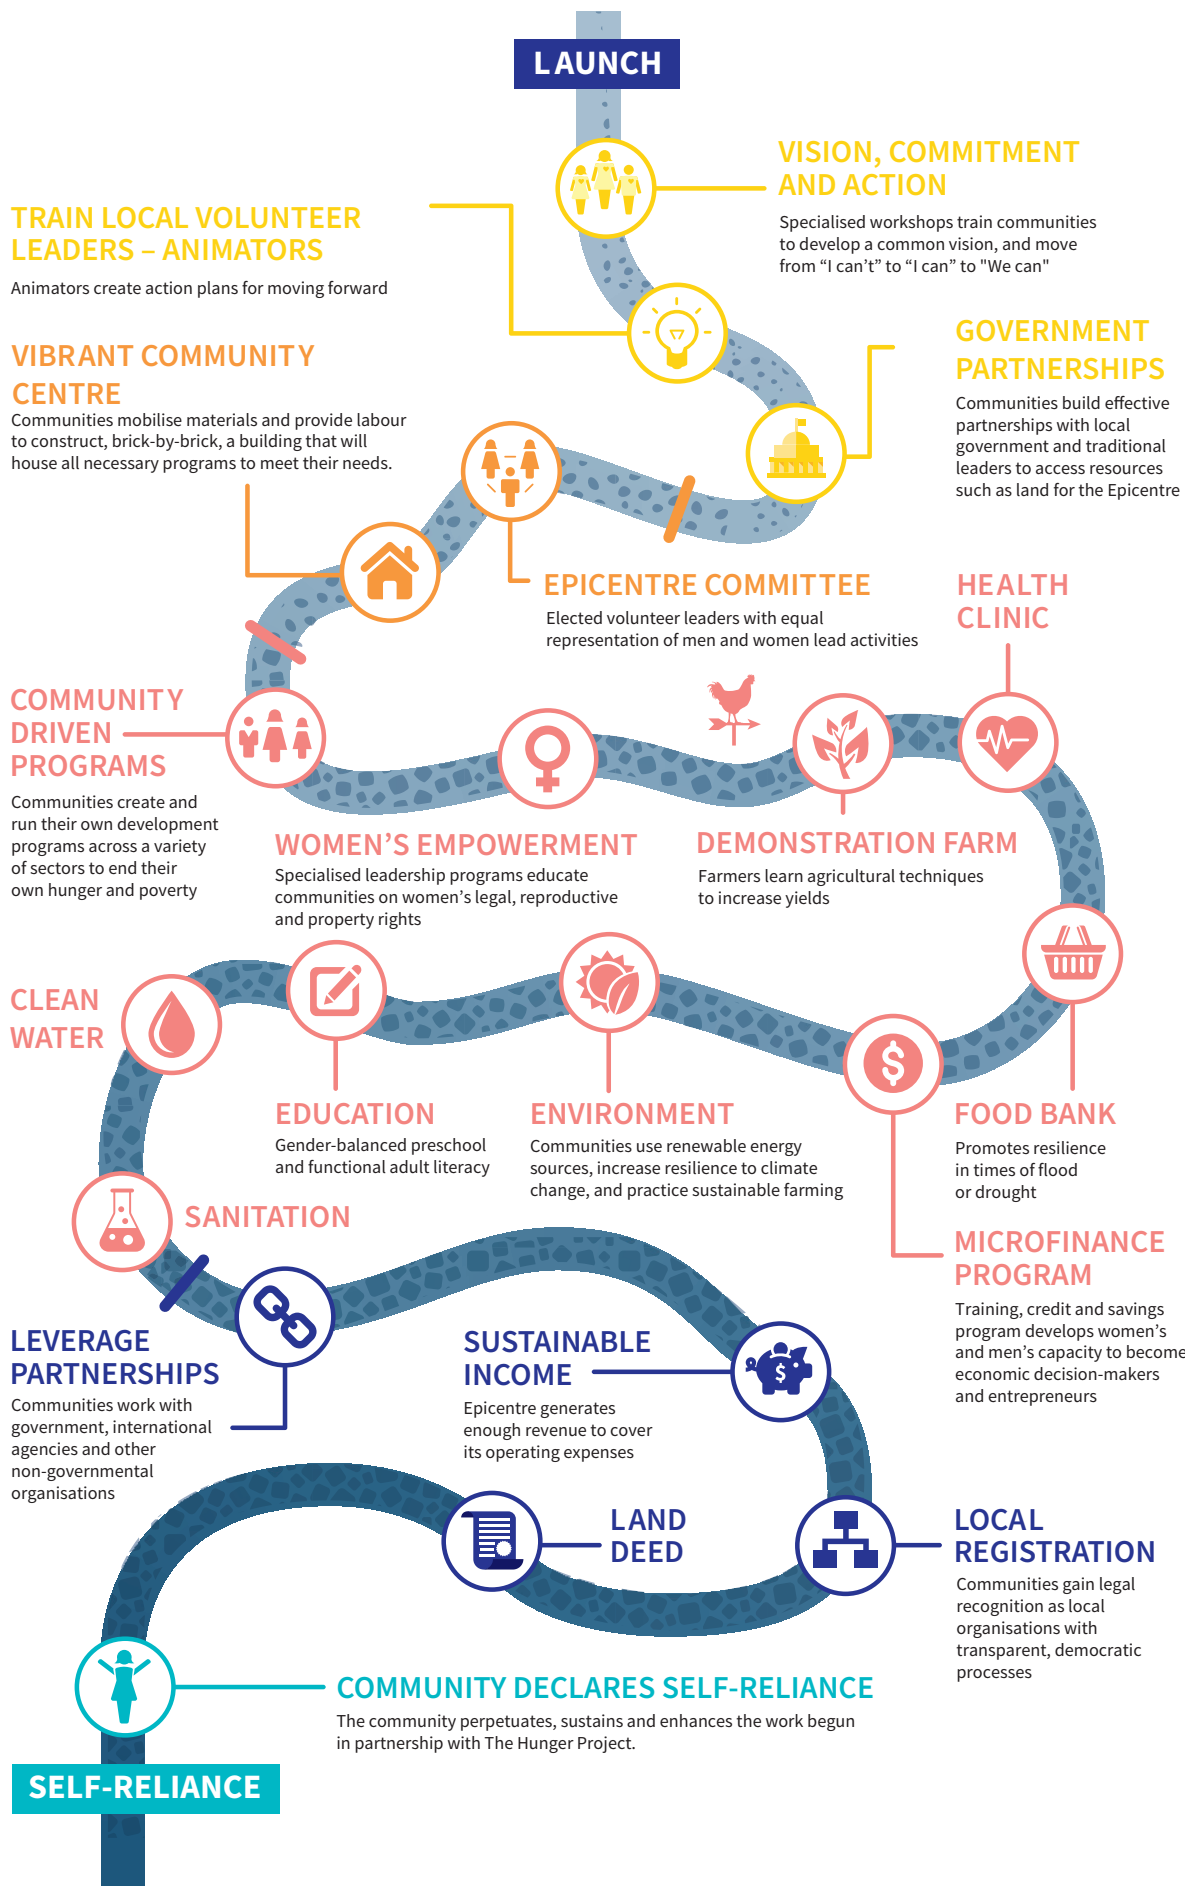 LAUNCH
VISION, COMMITMENT
AND ACTION
Specialised workshops train communities
to develop a common vision, and move
from “I can’t” to “I can” to "We can"
TRAIN LOCAL VOLUNTEER
LEADERS – ANIMATORS
Animators create action plans for moving forward
GOVERNMENT
PARTNERSHIPS
Communities build effective
partnerships with local
government and traditional
leaders to access resources
such as land for the Epicentre
VIBRANT COMMUNITY
CENTRE
Communities mobilise materials and provide labour
to construct, brick-by-brick, a building that will
house all necessary programs to meet their needs.
EPICENTRE COMMITTEE
Elected volunteer leaders with equal
representation of men and women lead activities
HEALTH
CLINIC
COMMUNITY
DRIVEN
PROGRAMS
Communities create and
run their own development
programs across a variety
of sectors to end their
own hunger and poverty
WOMEN’S EMPOWERMENT
Specialised leadership programs educate
communities on women’s legal, reproductive
and property rights
DEMONSTRATION FARM
Farmers learn agricultural techniques
to increase yields
CLEAN
WATER
$
EDUCATION
Gender-balanced preschool
and functional adult literacy
ENVIRONMENT
Communities use renewable energy
sources, increase resilience to climate
change, and practice sustainable farming
FOOD BANK
Promotes resilience
in times of flood
or drought
SANITATION
MICROFINANCE
PROGRAM
Training, credit and savings
program develops women’s
and men’s capacity to become
economic decision-makers
and entrepreneurs
LEVERAGE
PARTNERSHIPS
Communities work with
government, international
agencies and other
non-governmental
organisations
SUSTAINABLE
INCOME
Epicentre generates
enough revenue to cover
its operating expenses
$
LAND
DEED
LOCAL
REGISTRATION
Communities gain legal
recognition as local
organisations with
transparent, democratic
processes
COMMUNITY DECLARES SELF-RELIANCE
The community perpetuates, sustains and enhances the work begun
in partnership with The Hunger Project.
SELF-RELIANCE